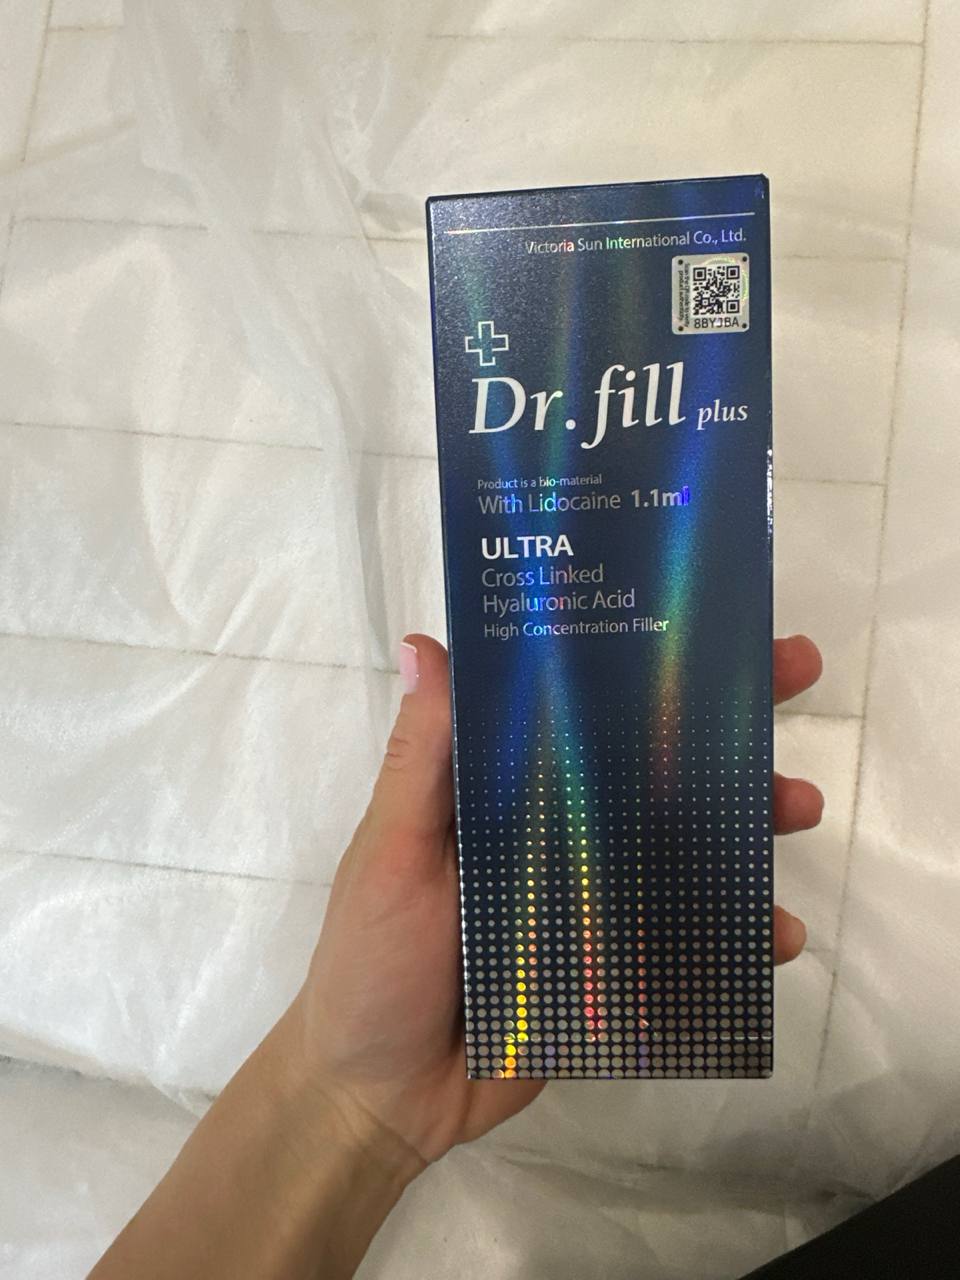 Victoria Sun International Co., Ltd.
8BYJBA
Dr. fill plus
Product is a bio-material
With Lidocaine 1.1ml
ULTRA
Cross Linked
Hyaluronic Acid
High Concentration Filler